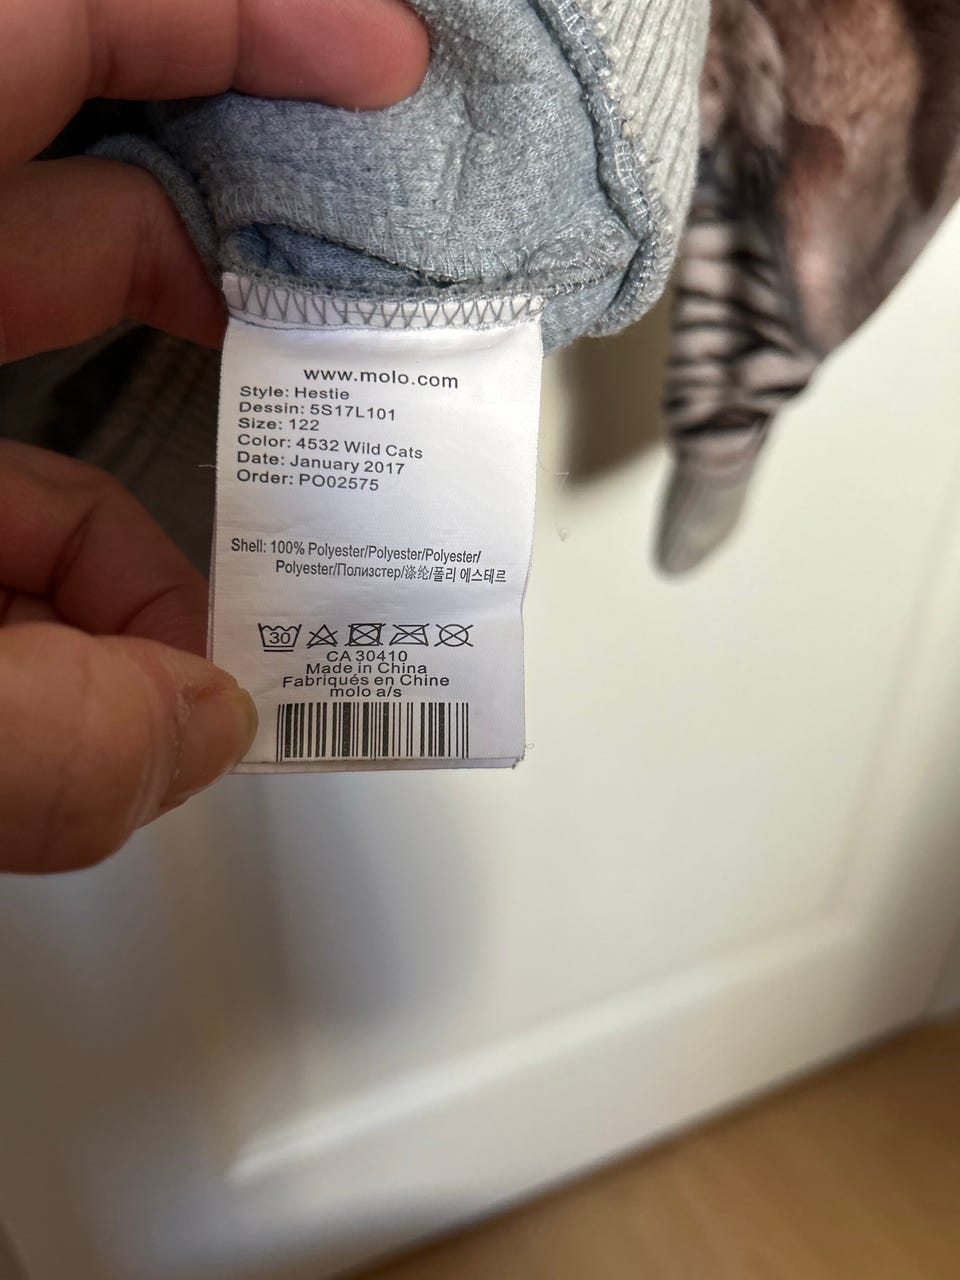 www.molo.com
Style: Hestie
Dessin: 5S17L101
Size: 122
Color: 4532 Wild Cats
Date: January 2017
Order: PO02575
Shell: 100% Polyester/Polyester/Polyester/
Polyester/Полиэстер/涤纶/폴리 에스테르
30
CA 30410
Made in China
Fabriqués en Chine
molo a/s